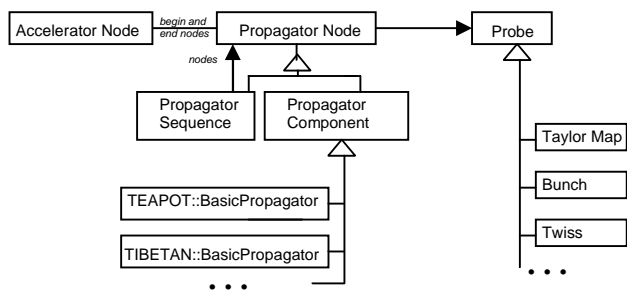 Accelerator Node
begin and
end nodes
Propagator Node
Probe
nodes
Propagator
Sequence
Propagator
Component
Taylor Map
Bunch
Twiss
TEAPOT::BasicPropagator
TIBETAN::BasicPropagator
• • •
• • •